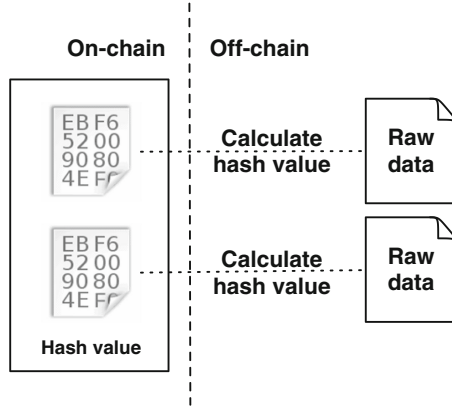 On-chain
Off-chain
EB F6
52 00
90 80
4E
Calculate
hash value
Raw
data
EB F6
52 00
90 80
4E
Calculate
hash value
Raw
data
Hash value